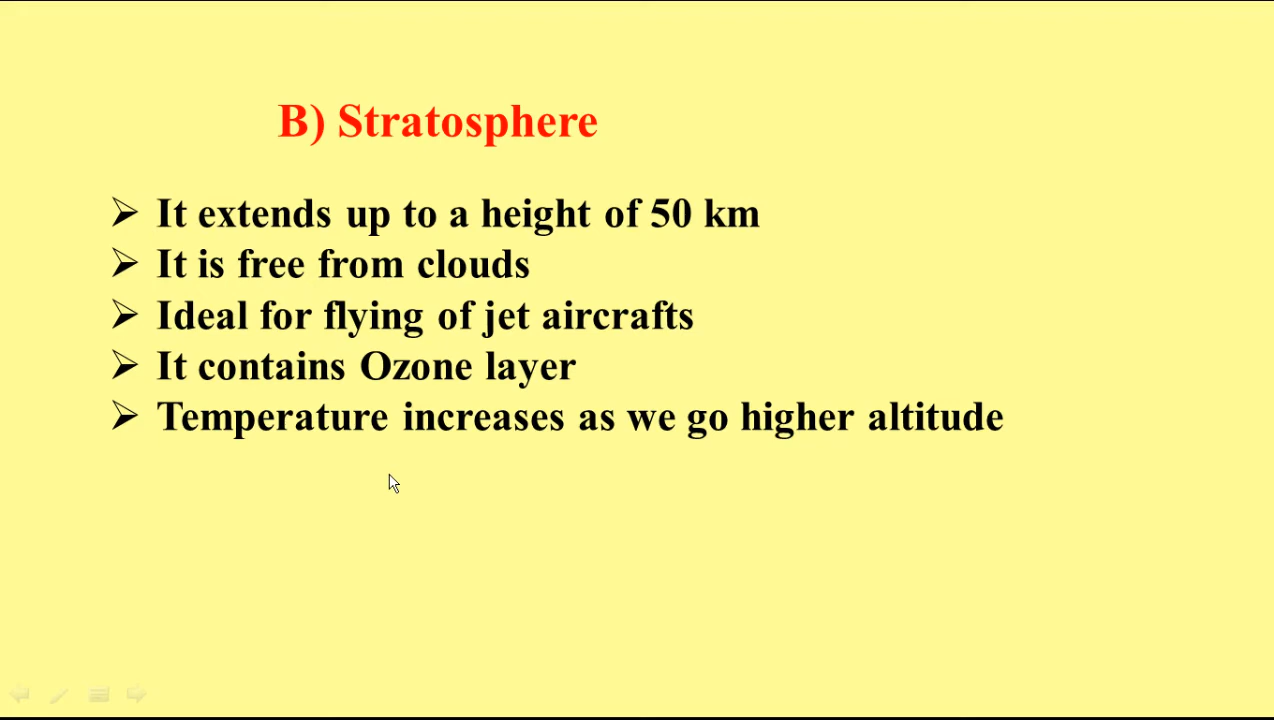 B) Stratosphere
➢ It extends up to a height of 50 km
➢ It is free from clouds
➢ Ideal for flying of jet aircrafts
➢ It contains Ozone layer
➢ Temperature increases as we go higher altitude